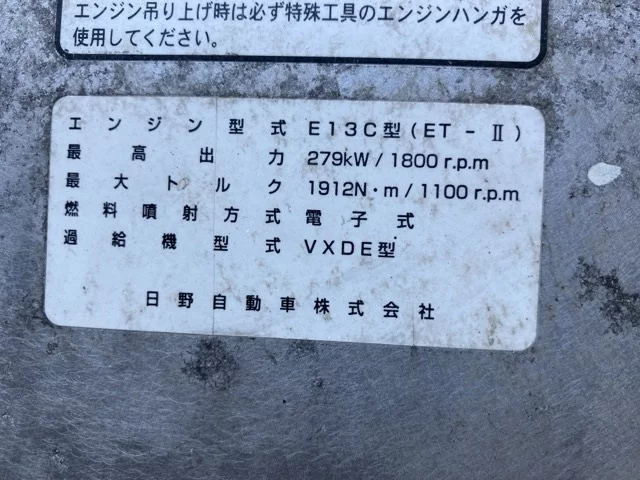 エンジン吊り上げ時は必ず特殊工具のエンジンハンガを
使用してください。
エンジン型式 E13C型(ET-Ⅱ)
最高出力 279kW/1800r.p.m
最大トルク 1912N・m/1100r.p.m
燃料噴射方式 電子式
過給機型式 VXDE型
日野自動車株式会社